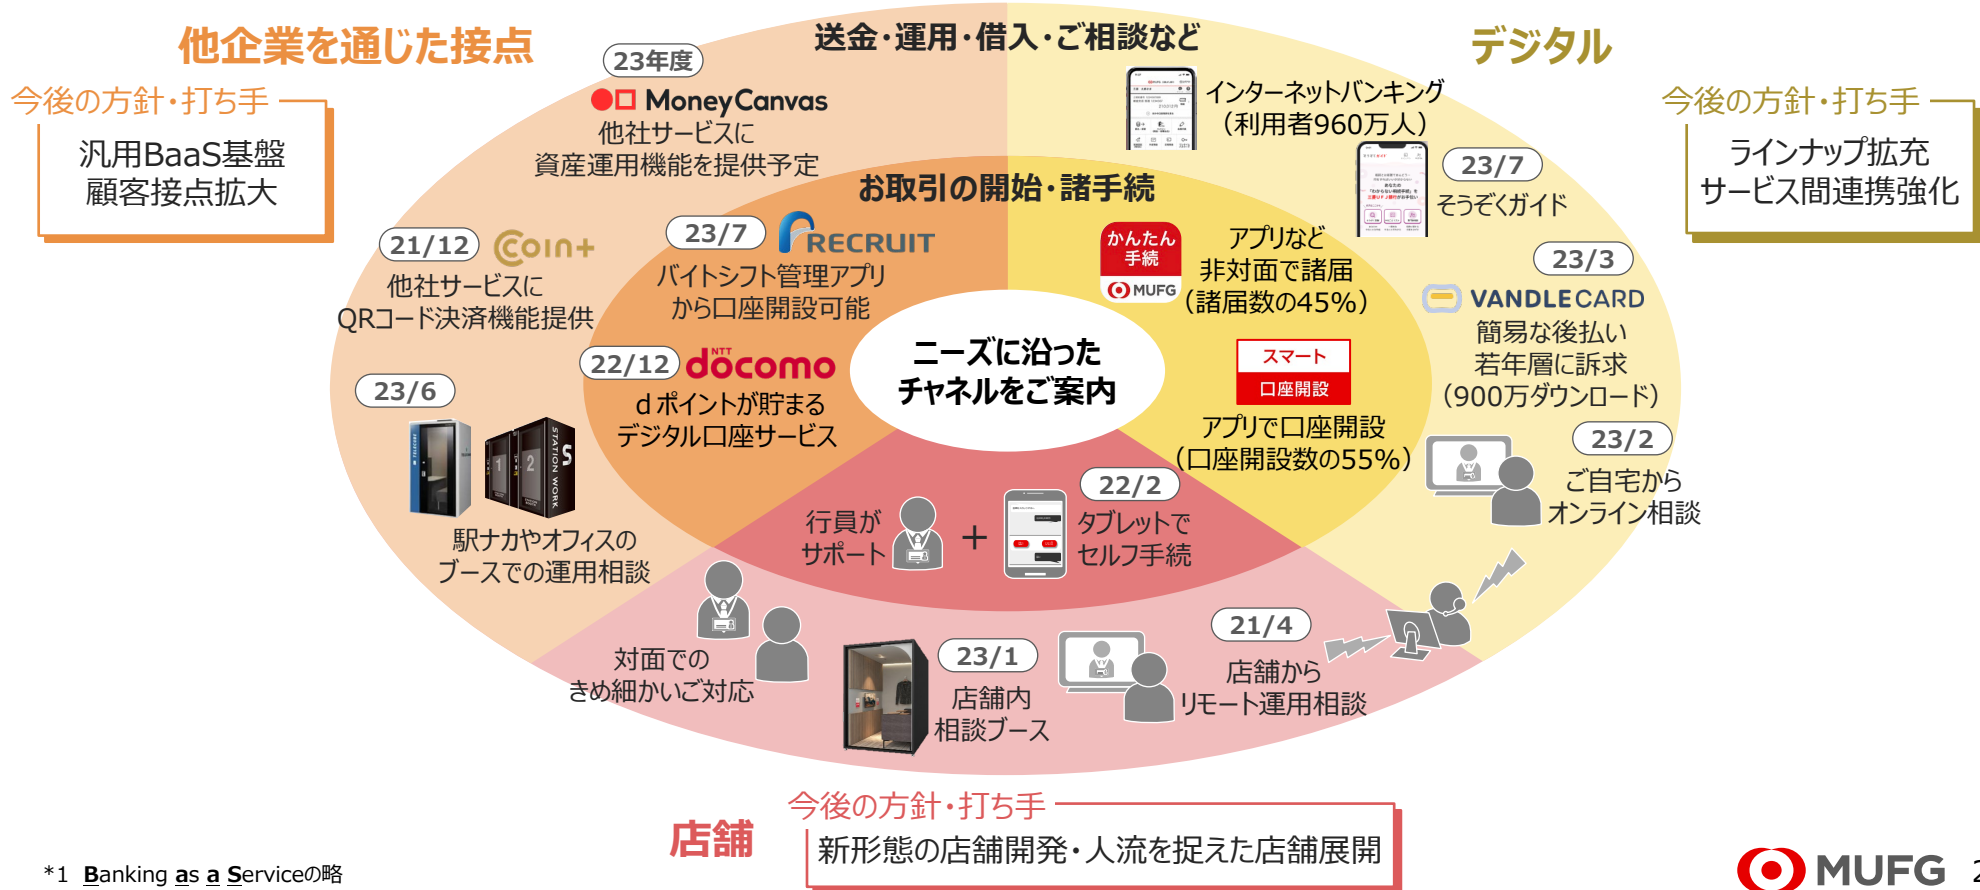 他企業を通じた接点
送金・運用・借入・ご相談など
デジタル
今後の方針・打ち手
汎用BaaS基盤
顧客接点拡大
今後の方針・打ち手
ラインナップ拡充
サービス間連携強化
23年度
MoneyCanvas
他社サービスに
資産運用機能を提供予定
インターネットバンキング
（利用者960万人）
23/7
そうぞくガイド
お取引の開始・諸手続
21/12
Coin+
他社サービスに
QRコード決済機能提供
23/7
RECRUIT
バイトシフト管理アプリ
から口座開設可能
かんたん
手続
MUFG
アプリなど
非対面で諸届
（諸届数の45%）
23/3
VANDLE CARD
簡易な後払い
若年層に訴求
（900万ダウンロード）
22/12
NTT
döcomo
dポイントが貯まる
デジタル口座サービス
ニーズに沿った
チャネルをご案内
スマート
口座開設
アプリで口座開設
（口座開設数の55%）
23/6
1
2
STATION WORK
S
駅ナカやオフィスの
ブースでの運用相談
23/2
ご自宅から
オンライン相談
行員が
サポート
+
22/2
タブレットで
セルフ手続
対面での
きめ細かいご対応
23/1
店舗内
相談ブース
21/4
店舗から
リモート運用相談
店舗
今後の方針・打ち手
新形態の店舗開発・人流を捉えた店舗展開
*1 Banking as a Serviceの略
MUFG